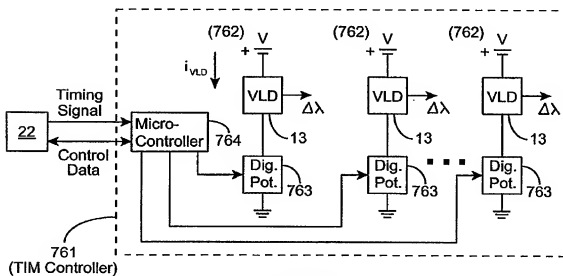 (762) V
+
(762) V
+
(762) V
+
i VLD
Timing
Signal
VLD
Δλ
VLD
Δλ
VLD
Δλ
22
Micro-
Controller
764
13
13
13
Control
Data
Dig.
Pot.
763
Dig.
Pot.
763
Dig.
Pot.
763
761
(TIM Controller)